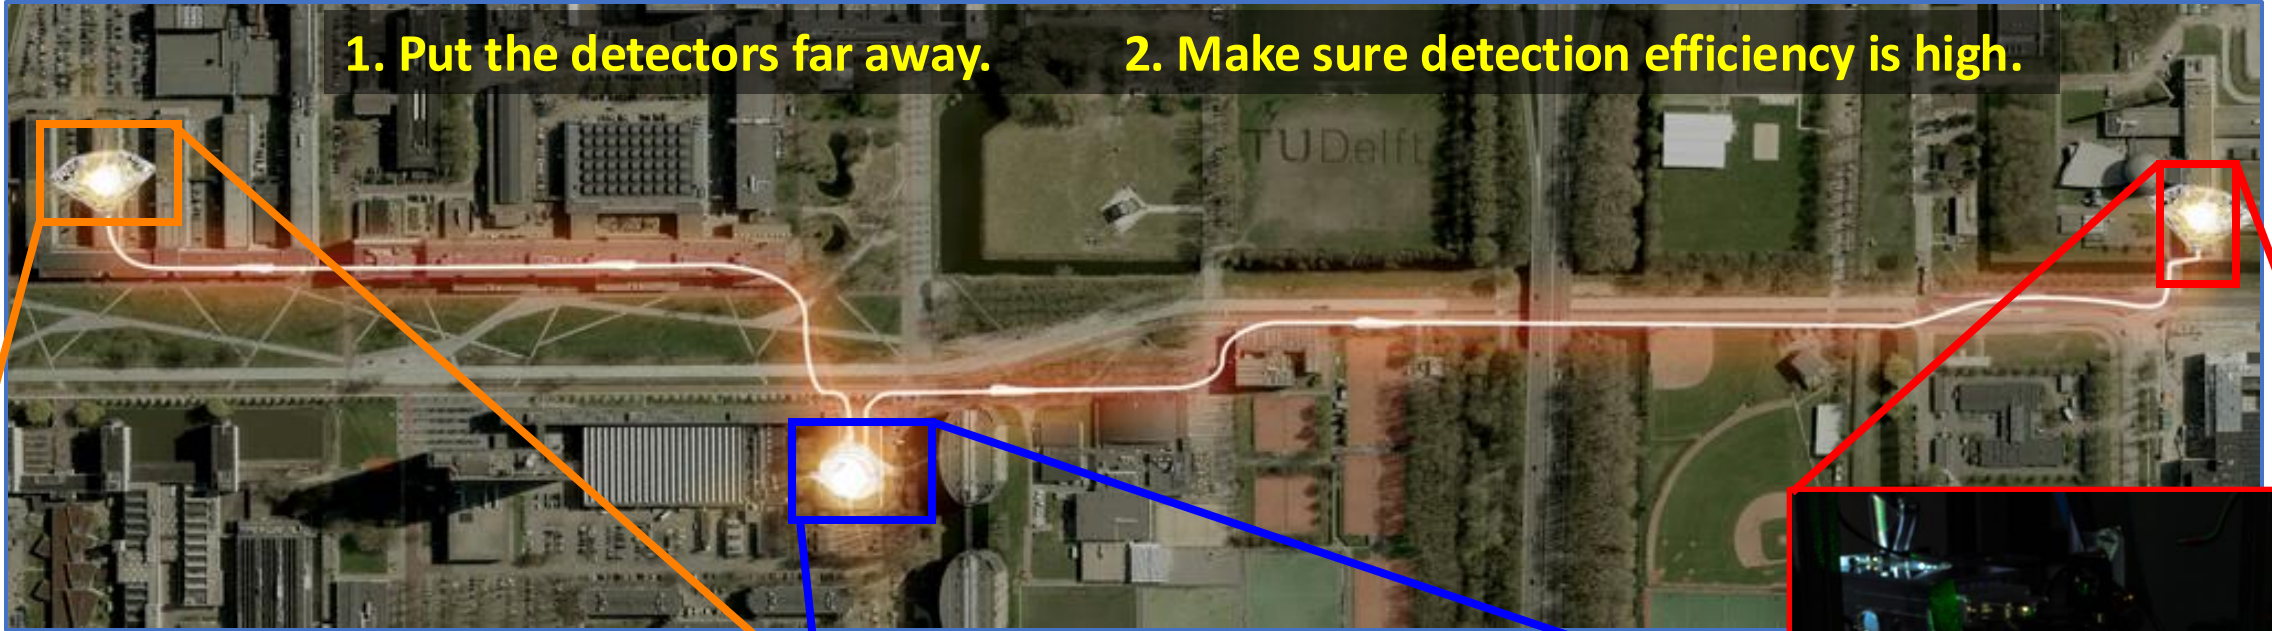 1. Put the detectors far away. 2. Make sure detection efficiency is high.
TUDelft